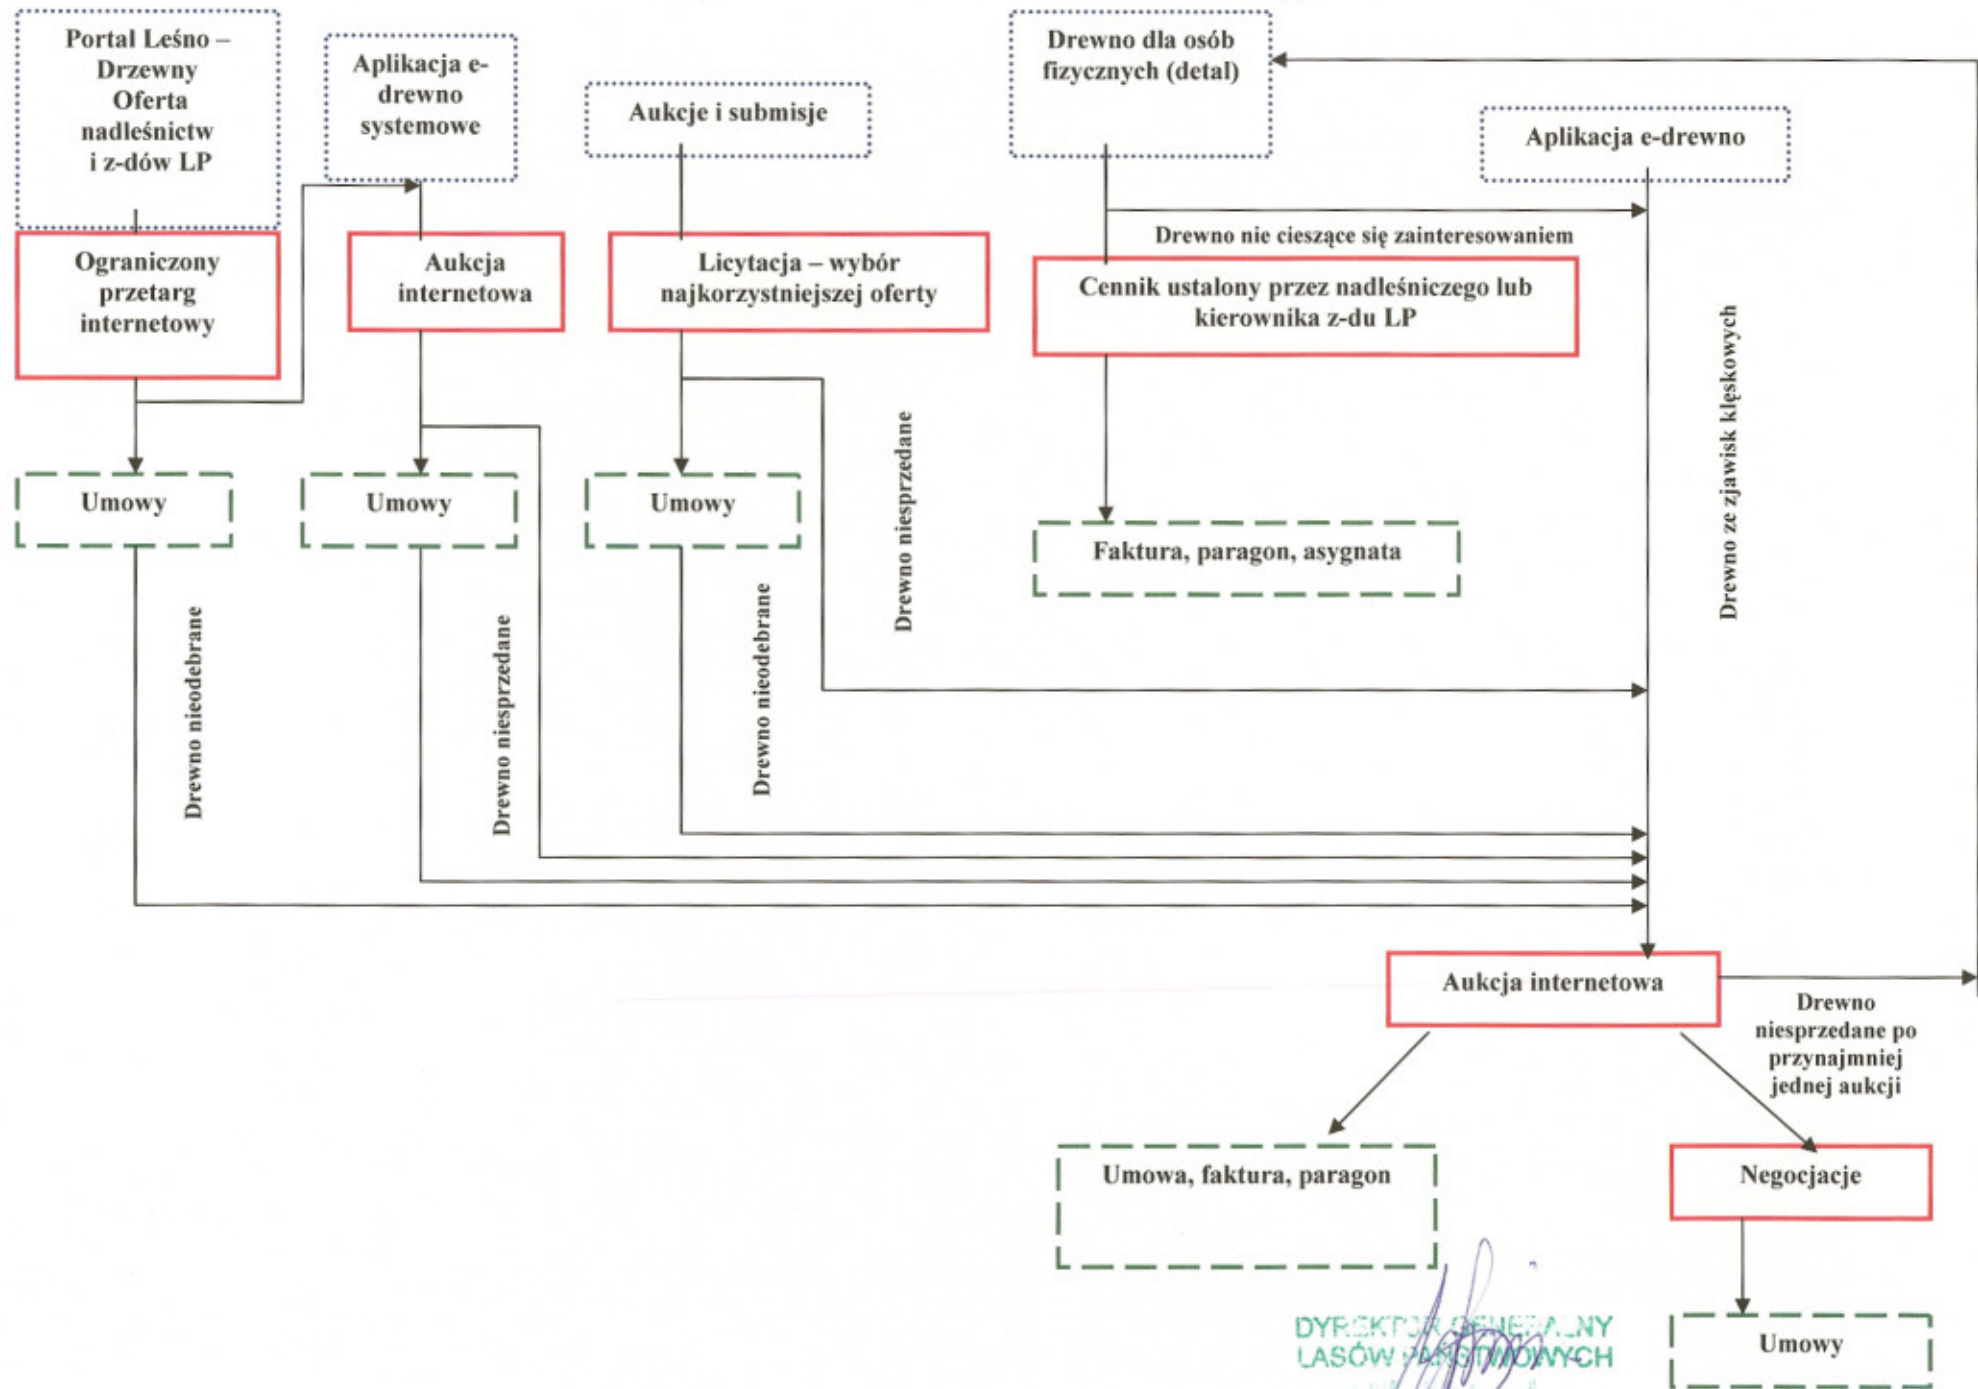 Portal Leśno –
Drzewny
Oferta
nadleśnictw
i z-dów LP
Aplikacja e-
drewno
systemowe
Aukcje i submisje
Drewno dla osób
fizycznych (detal)
Aplikacja e-drewno
Drewno nie cieszące się zainteresowaniem
Ograniczony
przetarg
internetowy
Aukcja
internetowa
Licytacja – wybór
najkorzystniejszej oferty
Cennik ustalony przez nadleśniczego lub
kierownika z-du LP
Umowy
Umowy
Umowy
Faktura, paragon, asygnata
Drewno nieodebrane
Drewno niesprzedane
Drewno nieodebrane
Drewno niesprzedane
Drewno ze zjawisk klęskowych
Aukcja internetowa
Drewno
niesprzedane po
przynajmniej
jednej aukcji
Umowa, faktura, paragon
Negocjacje
Umowy
DYREKTOR GENERALNY
LASÓW PAŃSTWOWYCH